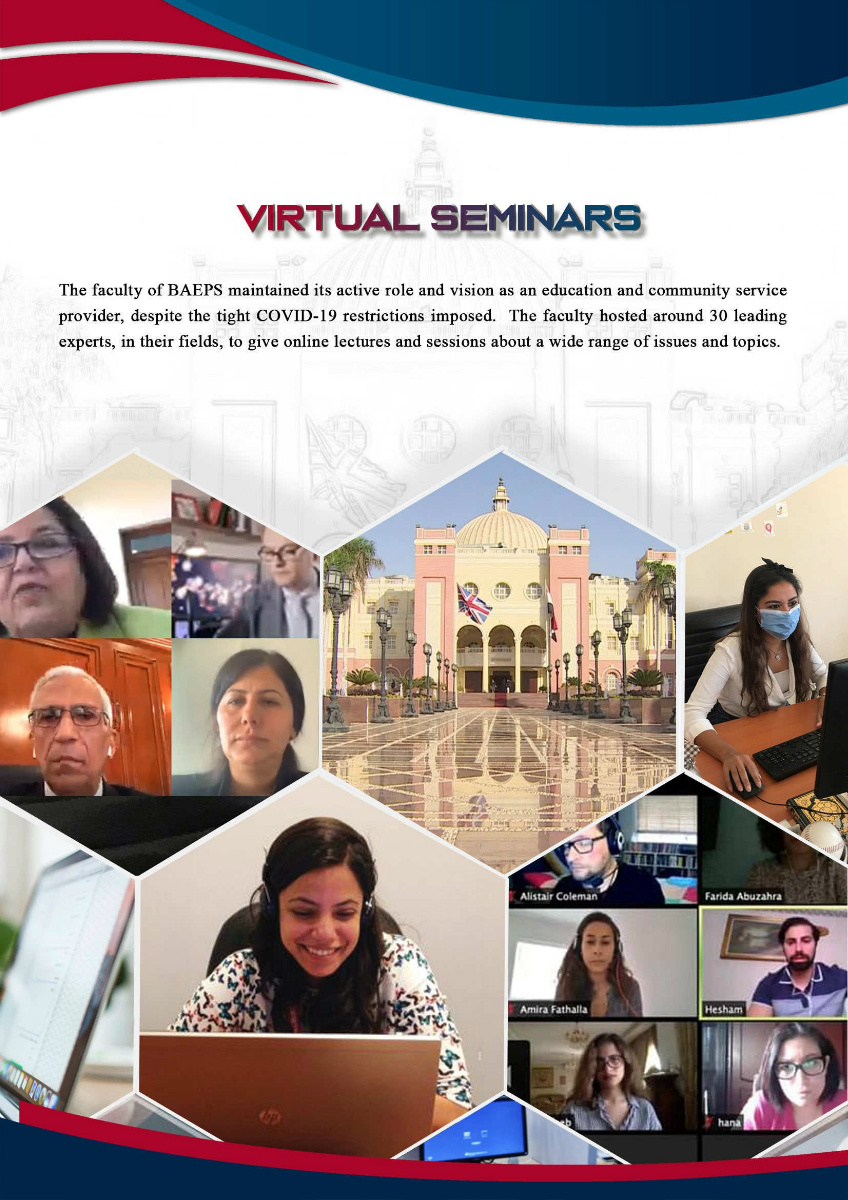 VIRTUAL SEMINARS
The faculty of BAEPS maintained its active role and vision as an education and community service
provider, despite the tight COVID-19 restrictions imposed.  The faculty hosted around 30 leading
experts, in their fields, to give online lectures and sessions about a wide range of issues and topics.
Alistair Coleman
Farida Abuzahra
Amira Fathalla
Hesham
hana
hp